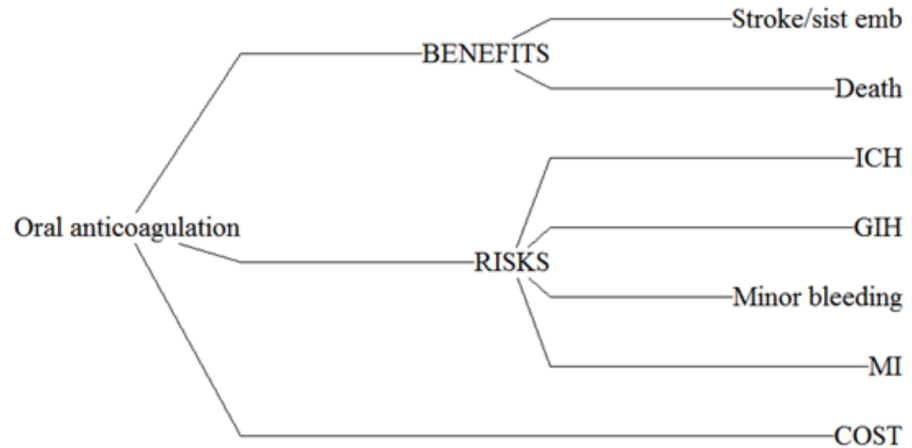 Stroke/sist emb
BENEFITS
Death
ICH
Oral anticoagulation
GIH
RISKS
Minor bleeding
MI
COST